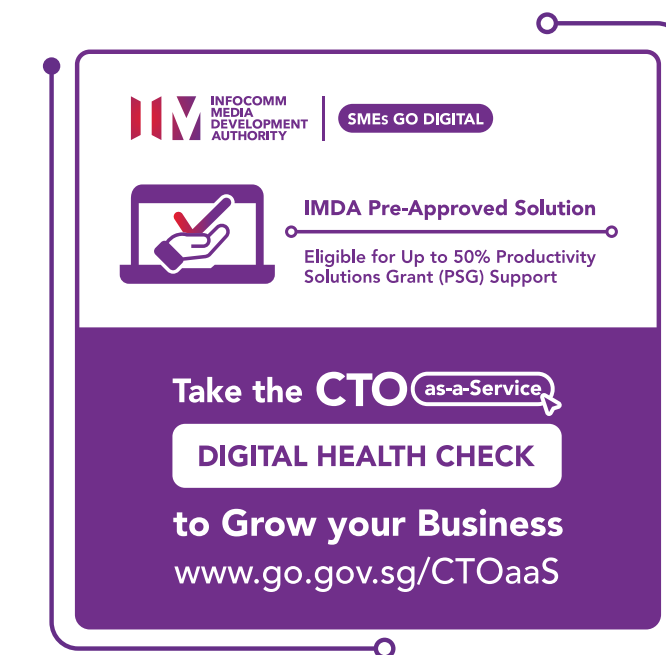 INFOCOMM
MEDIA
DEVELOPMENT
AUTHORITY
SMEs GO DIGITAL
IMDA Pre-Approved Solution
Eligible for Up to 50% Productivity
Solutions Grant (PSG) Support
Take the CTO as-a-Service
DIGITAL HEALTH CHECK
to Grow your Business
www.go.gov.sg/CTOaaS